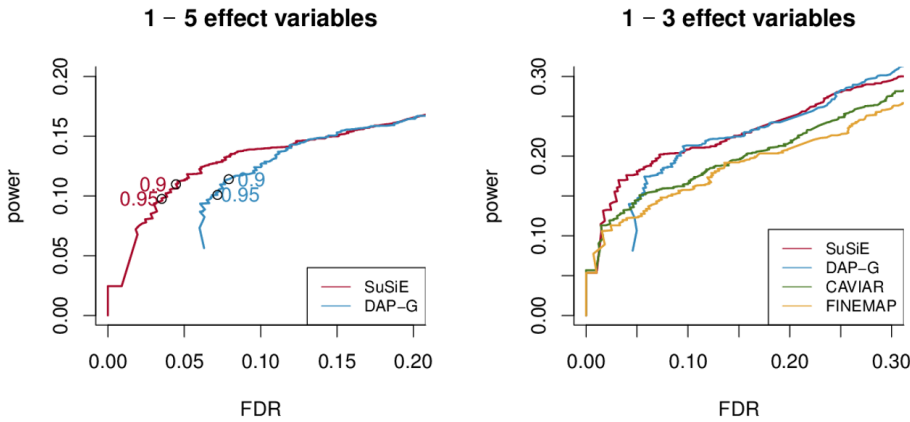 1 – 5 effect variables
power
0.20
0.15
0.10
0.05
0.00
0.9
0.95
0.9
0.95
SuSiE
DAP−G
0.00 0.05 0.10 0.15 0.20
FDR
1 – 3 effect variables
power
0.30
0.20
0.10
0.00
SuSiE
DAP−G
CAVIAR
FINEMAP
0.00 0.10 0.20 0.30
FDR